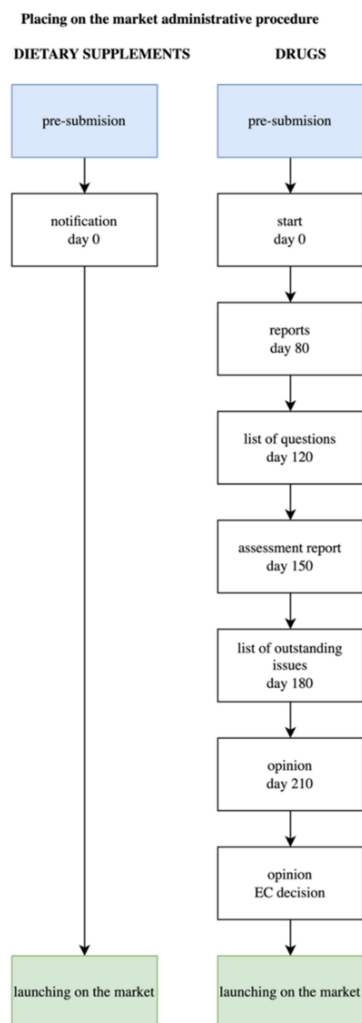 Placing on the market administrative procedure
DIETARY SUPPLEMENTS
DRUGS
pre-submision
pre-submision
notification
day 0
start
day 0
reports
day 80
list of questions
day 120
assessment report
day 150
list of outstanding
issues
day 180
opinion
day 210
opinion
EC decision
launching on the market
launching on the market